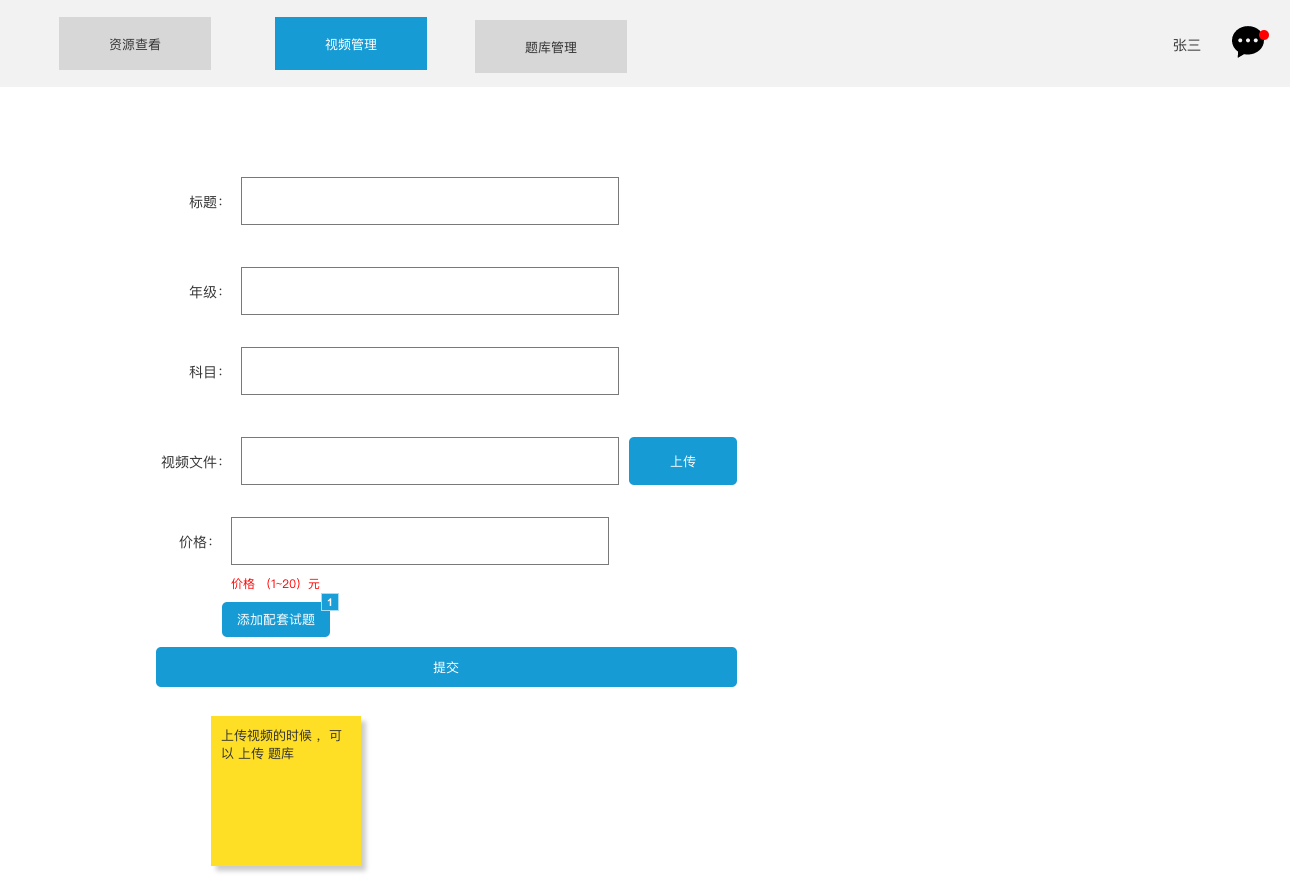 资源查看
视频管理
题库管理
张三
标题：
年级：
科目：
视频文件：
上传
价格：
价格 （1~20）元
1
添加配套试题
提交
上传视频的时候 ，可
以 上传 题库